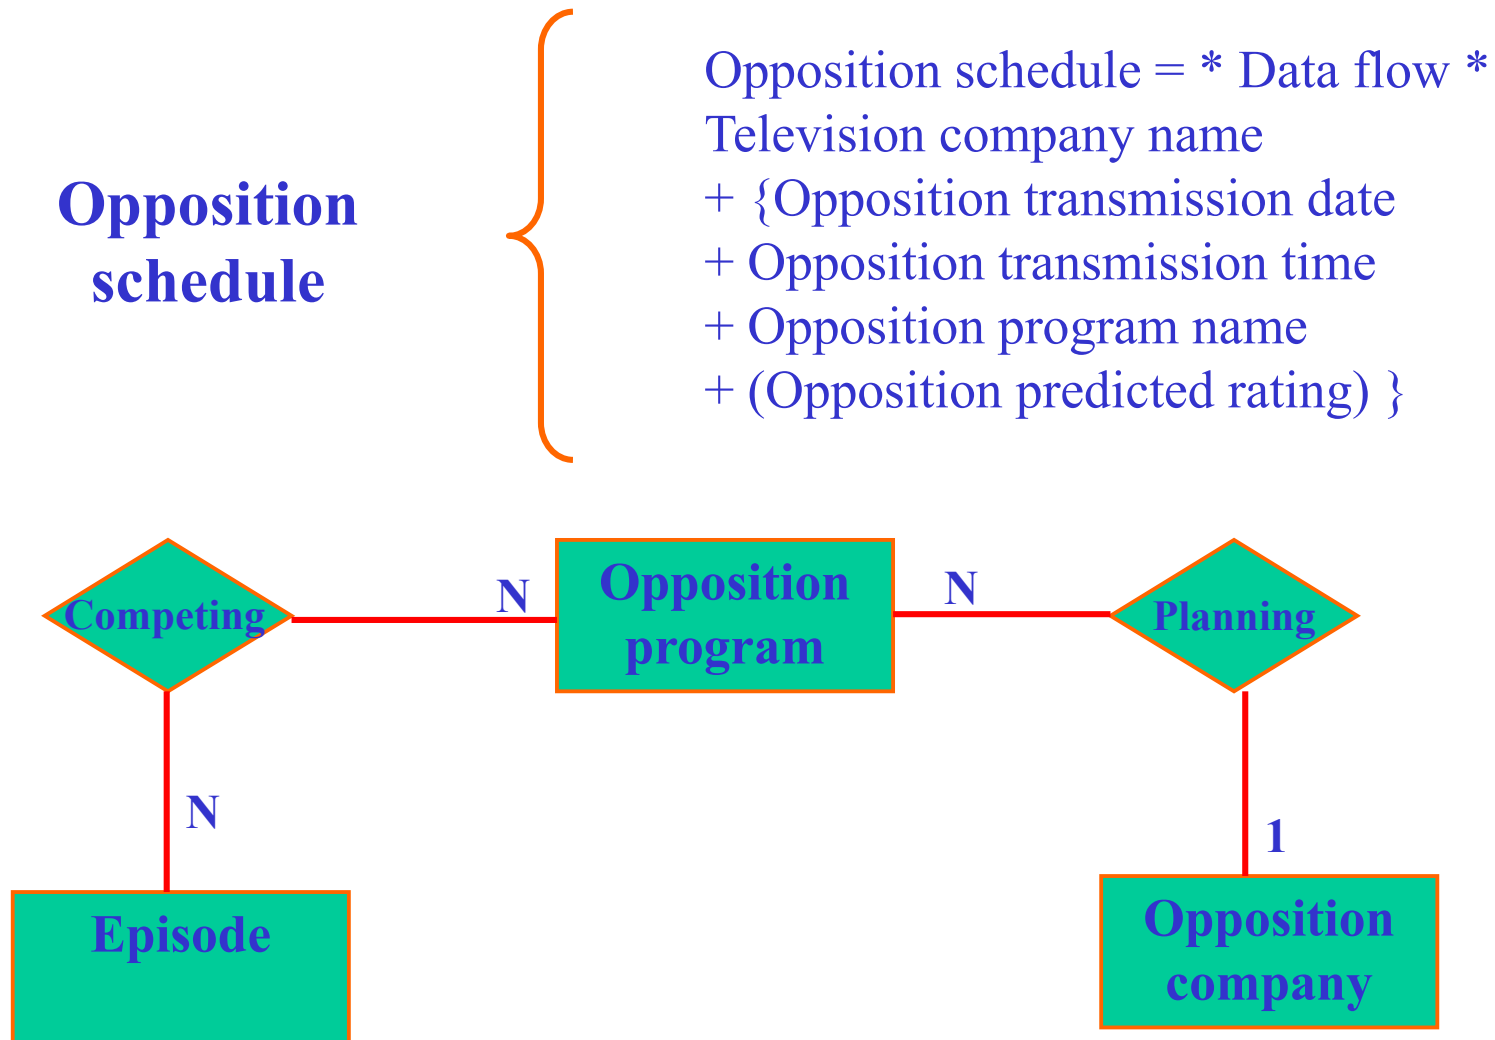 Opposition
schedule
Opposition schedule = * Data flow *
Television company name
+ {Opposition transmission date
+ Opposition transmission time
+ Opposition program name
+ (Opposition predicted rating) }
Competing
N
Opposition
program
N
Planning
N
1
Episode
Opposition
company